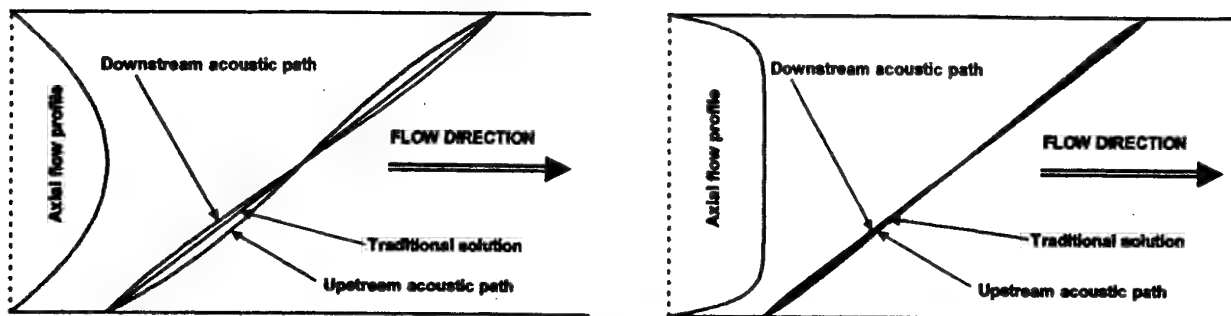 Downstream acoustic path
Axial flow profile
FLOW DIRECTION
Traditional solution
Upstream acoustic path
Downstream acoustic path
Axial flow profile
FLOW DIRECTION
Traditional solution
Upstream acoustic path